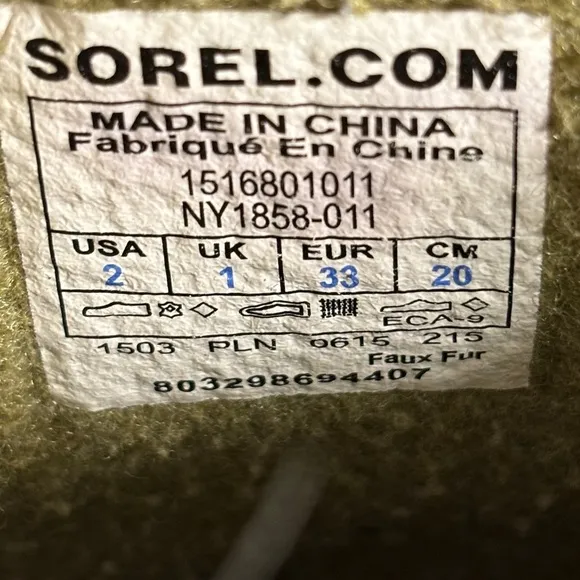 SOREL.COM
MADE IN CHINA
Fabriqué En Chine
1516801011
NY1858-011
USA UK EUR CM
2 1 33 20
ECA-9
1503 PLN 0615 215
Faux Fur
803298694407